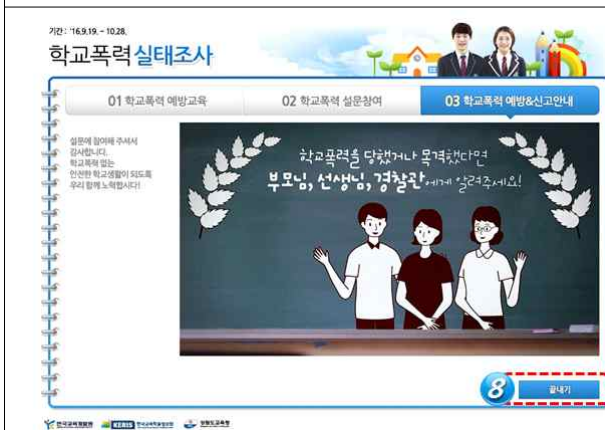 기간 : '16.9.19. ~ 10.28.
학교폭력 실태조사
01 학교폭력 예방교육
02 학교폭력 설문참여
03 학교폭력 예방&신고안내
설문에 참여해 주셔서
감사합니다.
학교폭력 없는
안전한 학교생활이 되도록
우리 함께 노력합시다!
학교폭력을 당했거나 목격했다면
부모님, 선생님, 경찰관에게 알려주세요!
8
끝내기
한국교육개발원
KERIS 한국교육학술정보원